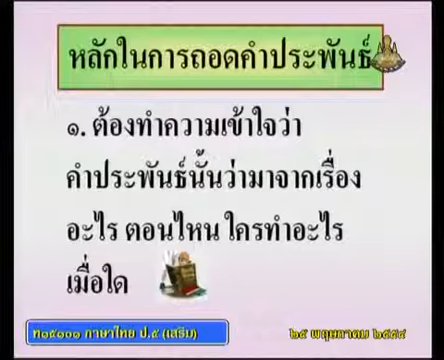 หลักในการถอดคำประพันธ์
๑. ต้องทำความเข้าใจว่า
คำประพันธ์นั้นว่ามาจากเรื่อง
อะไร ตอนไหน ใครทำอะไร
เมื่อใด
ท๑๕๑๐๑ ภาษาไทย ป.๕ (เสริม)
๒๕ พฤษภาคม ๒๕๕๔